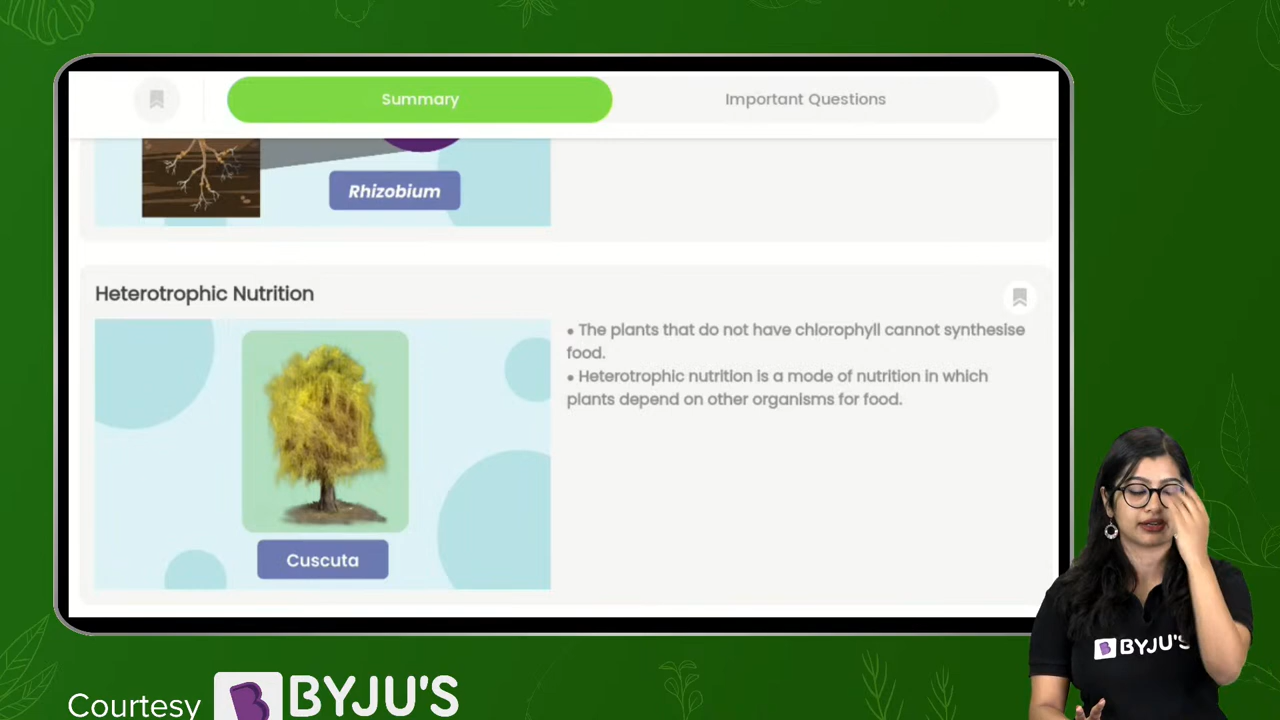 Summary
Important Questions
Rhizobium
Heterotrophic Nutrition
• The plants that do not have chlorophyll cannot synthesise
food.
• Heterotrophic nutrition is a mode of nutrition in which
plants depend on other organisms for food.
Cuscuta
BYJU'S
Courtesy BYJU'S